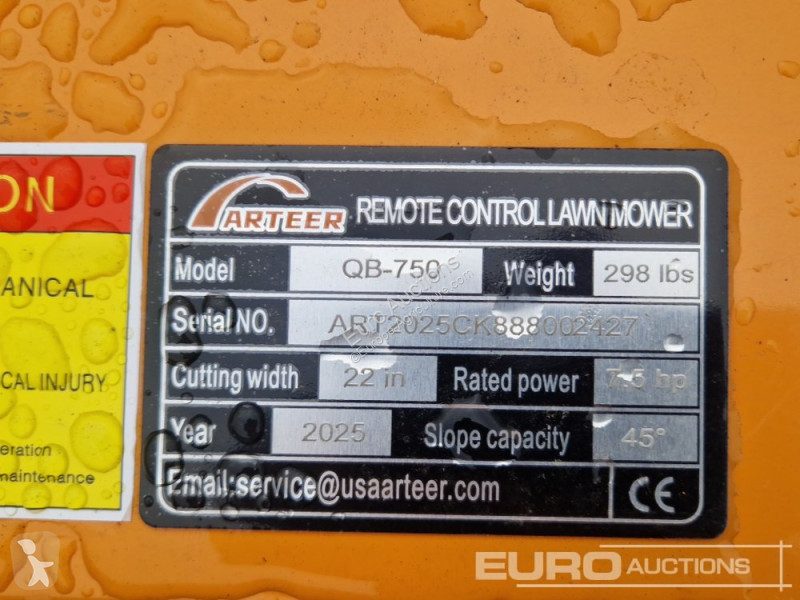 ON
ANICAL
CAL INJURY
eration
maintenance
ARTEER REMOTE CONTROL LAWN MOWER
Model QB-750 Weight 298 lbs
Serial NO. ART2025CK888002427
Cutting width 22 in Rated power 7.5 hp
Year 2025 Slope capacity 45°
Email:service@usaarteer.com CE
EURO AUCTIONS